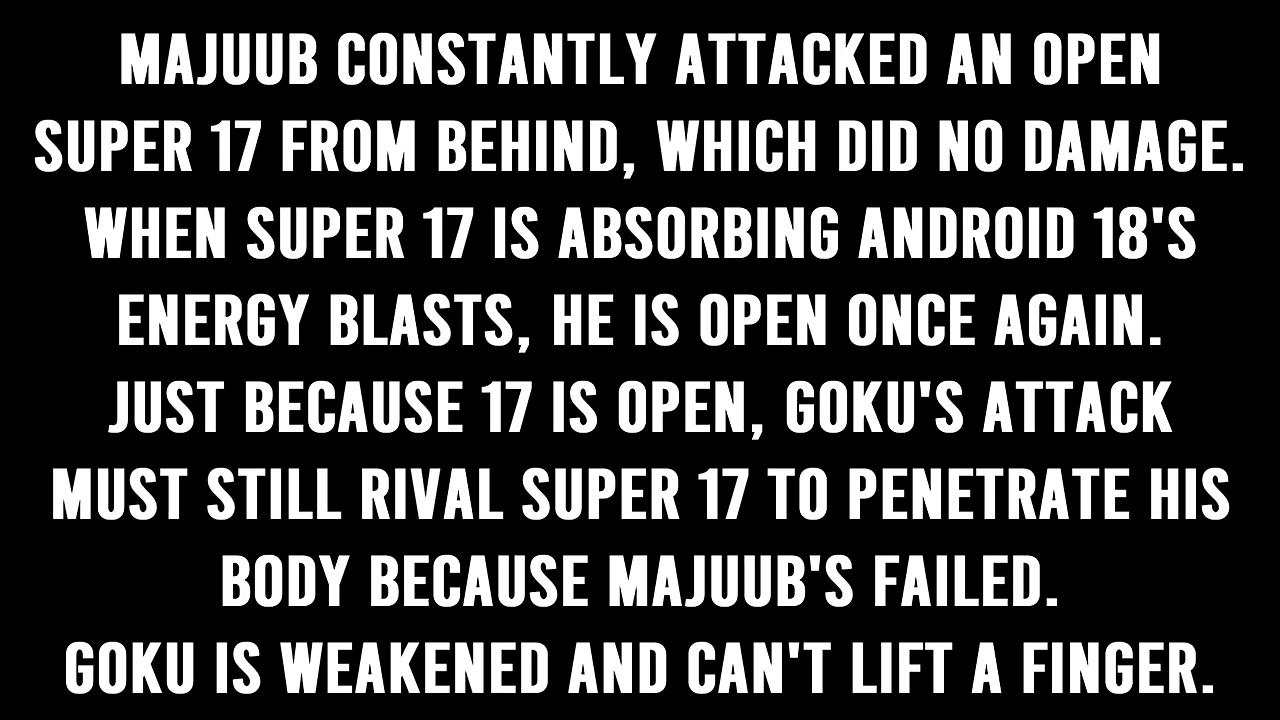 MAJUUB CONSTANTLY ATTACKED AN OPEN
SUPER 17 FROM BEHIND, WHICH DID NO DAMAGE.
WHEN SUPER 17 IS ABSORBING ANDROID 18'S
ENERGY BLASTS, HE IS OPEN ONCE AGAIN.
JUST BECAUSE 17 IS OPEN, GOKU'S ATTACK
MUST STILL RIVAL SUPER 17 TO PENETRATE HIS
BODY BECAUSE MAJUUB'S FAILED.
GOKU IS WEAKENED AND CAN'T LIFT A FINGER.